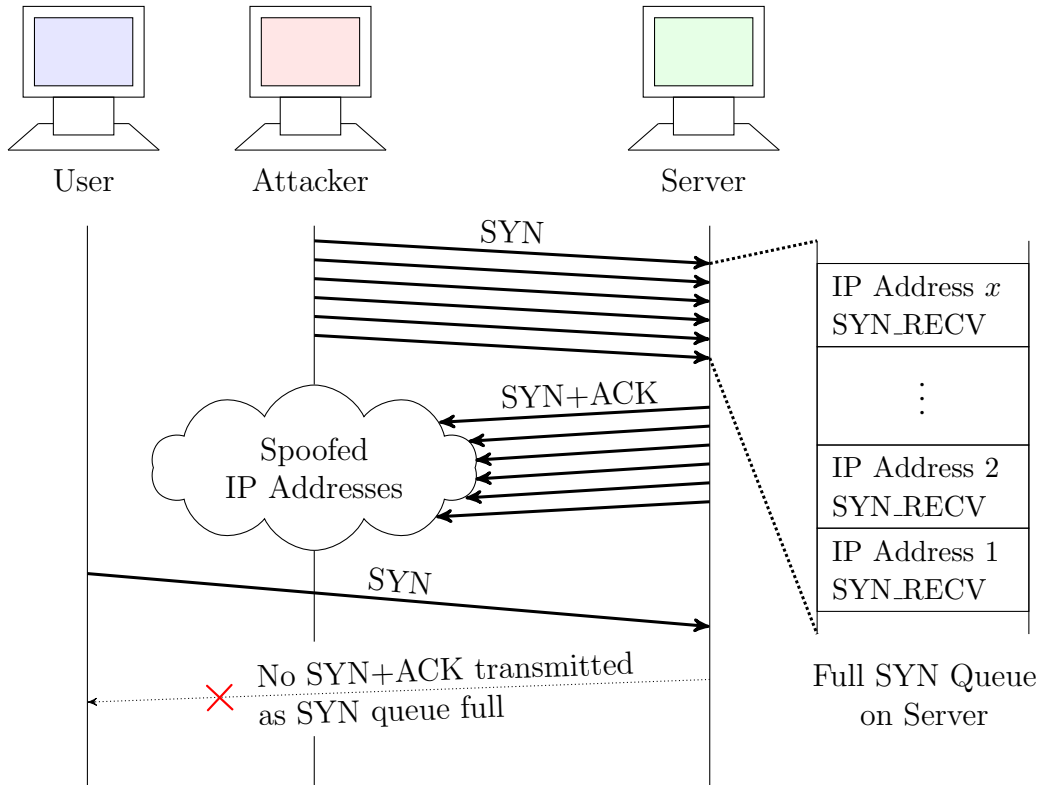 User
Attacker
Server
SYN
IP Address x
SYN_RECV
⋮
SYN+ACK
Spoofed
IP Addresses
IP Address 2
SYN_RECV
IP Address 1
SYN_RECV
SYN
No SYN+ACK transmitted
as SYN queue full
Full SYN Queue
on Server